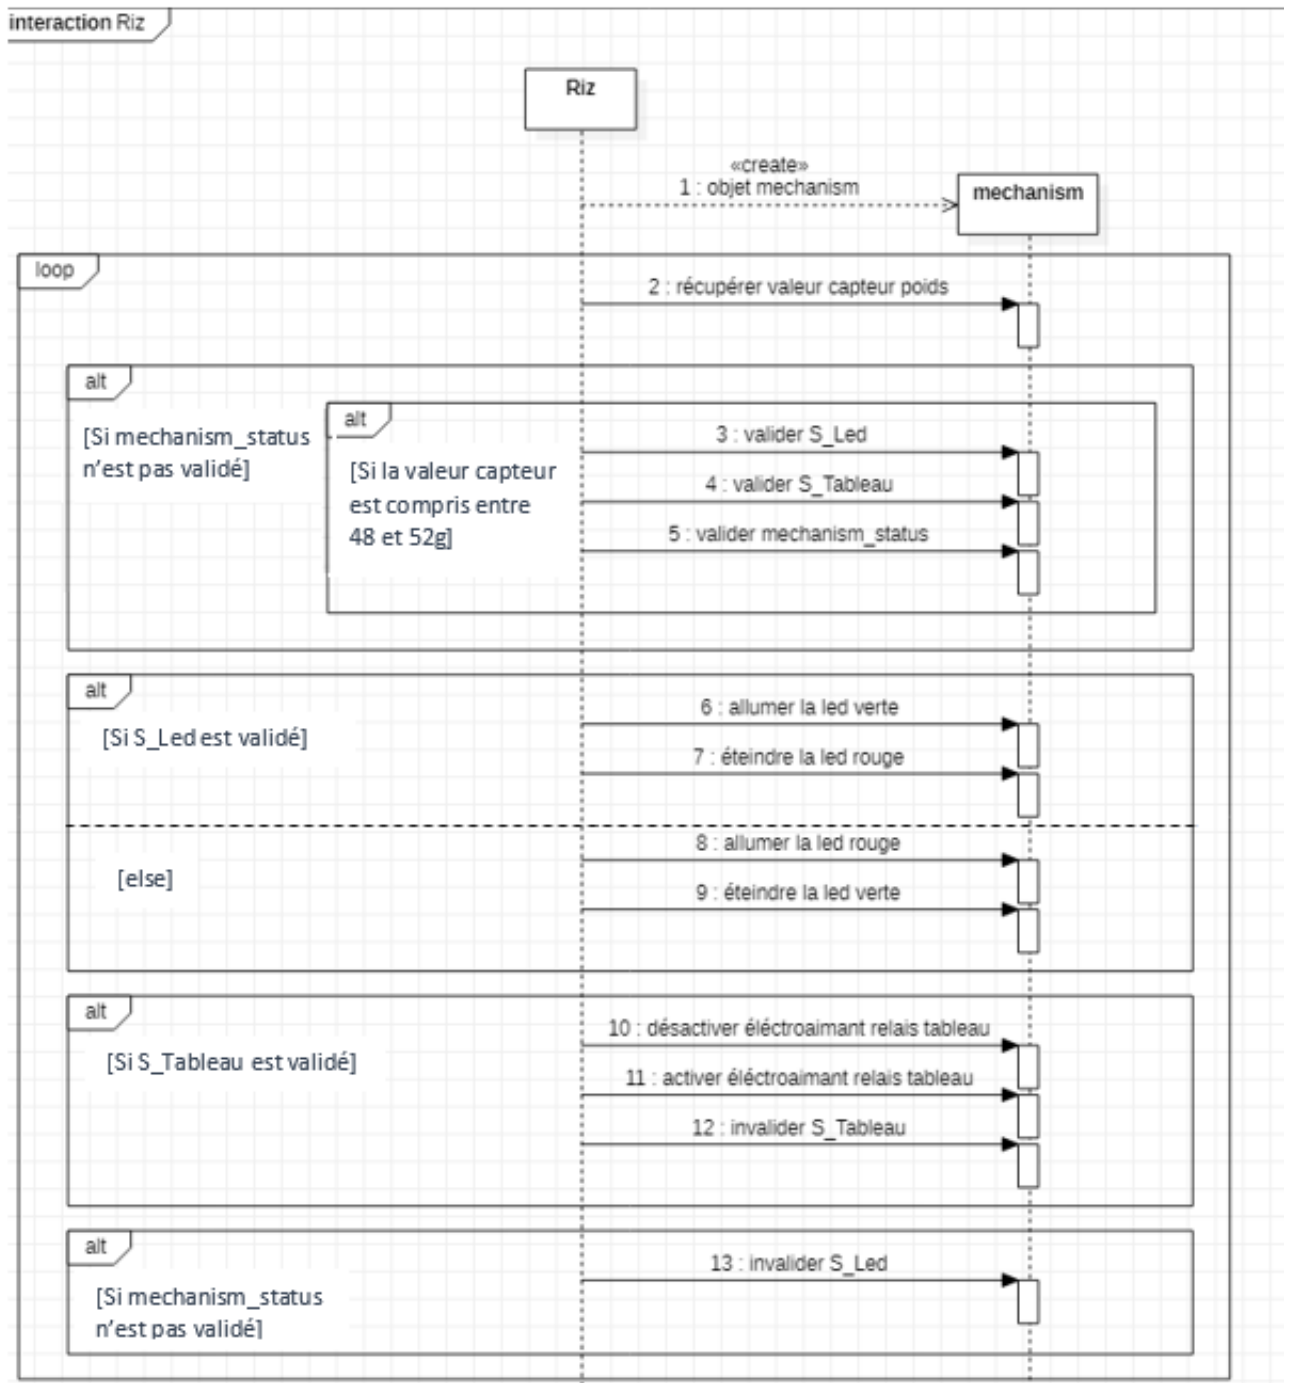 interaction Riz
Riz
«create»
1 : objet mechanism
mechanism
loop
2 : récupérer valeur capteur poids
alt
[Si mechanism_status
n'est pas validé]
alt
[Si la valeur capteur
est compris entre
48 et 52g]
3 : valider S_Led
4 : valider S_Tableau
5 : valider mechanism_status
alt
[Si S_Led est validé]
6 : allumer la led verte
7 : éteindre la led rouge
[else]
8 : allumer la led rouge
9 : éteindre la led verte
alt
[Si S_Tableau est validé]
10 : désactiver éléctroaimant relais tableau
11 : activer éléctroaimant relais tableau
12 : invalider S_Tableau
alt
[Si mechanism_status
n'est pas validé]
13 : invalider S_Led